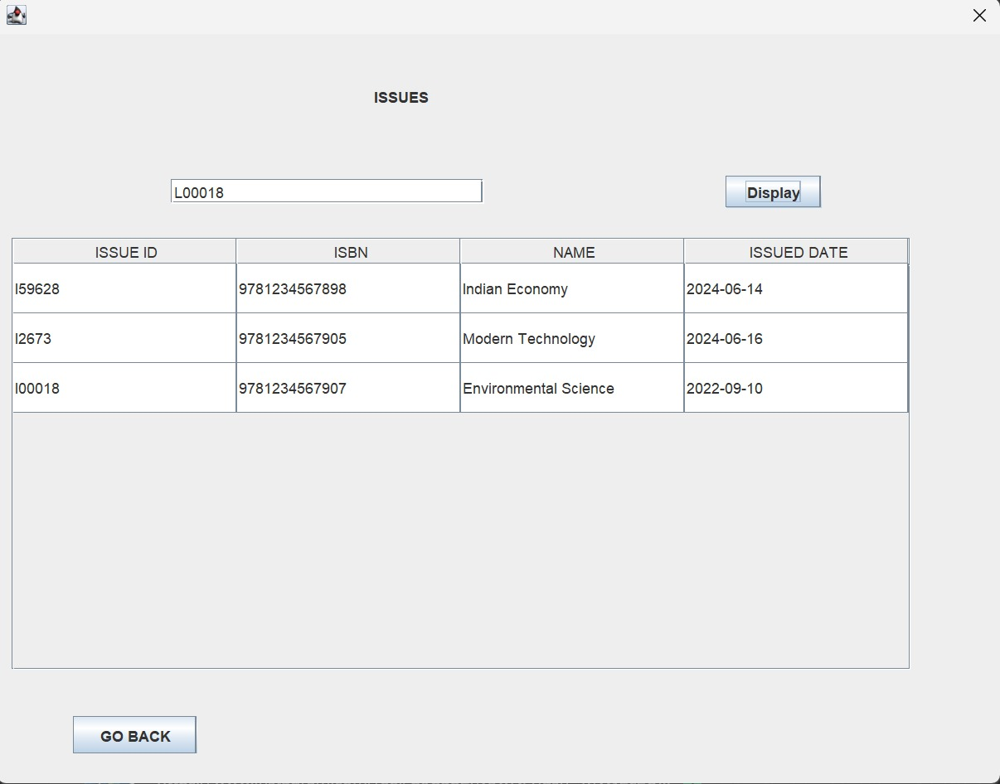 ISSUES
L00018 Display
ISSUE ID ISBN NAME ISSUED DATE
I59628 9781234567898 Indian Economy 2024-06-14
I2673 9781234567905 Modern Technology 2024-06-16
I00018 9781234567907 Environmental Science 2022-09-10
GO BACK